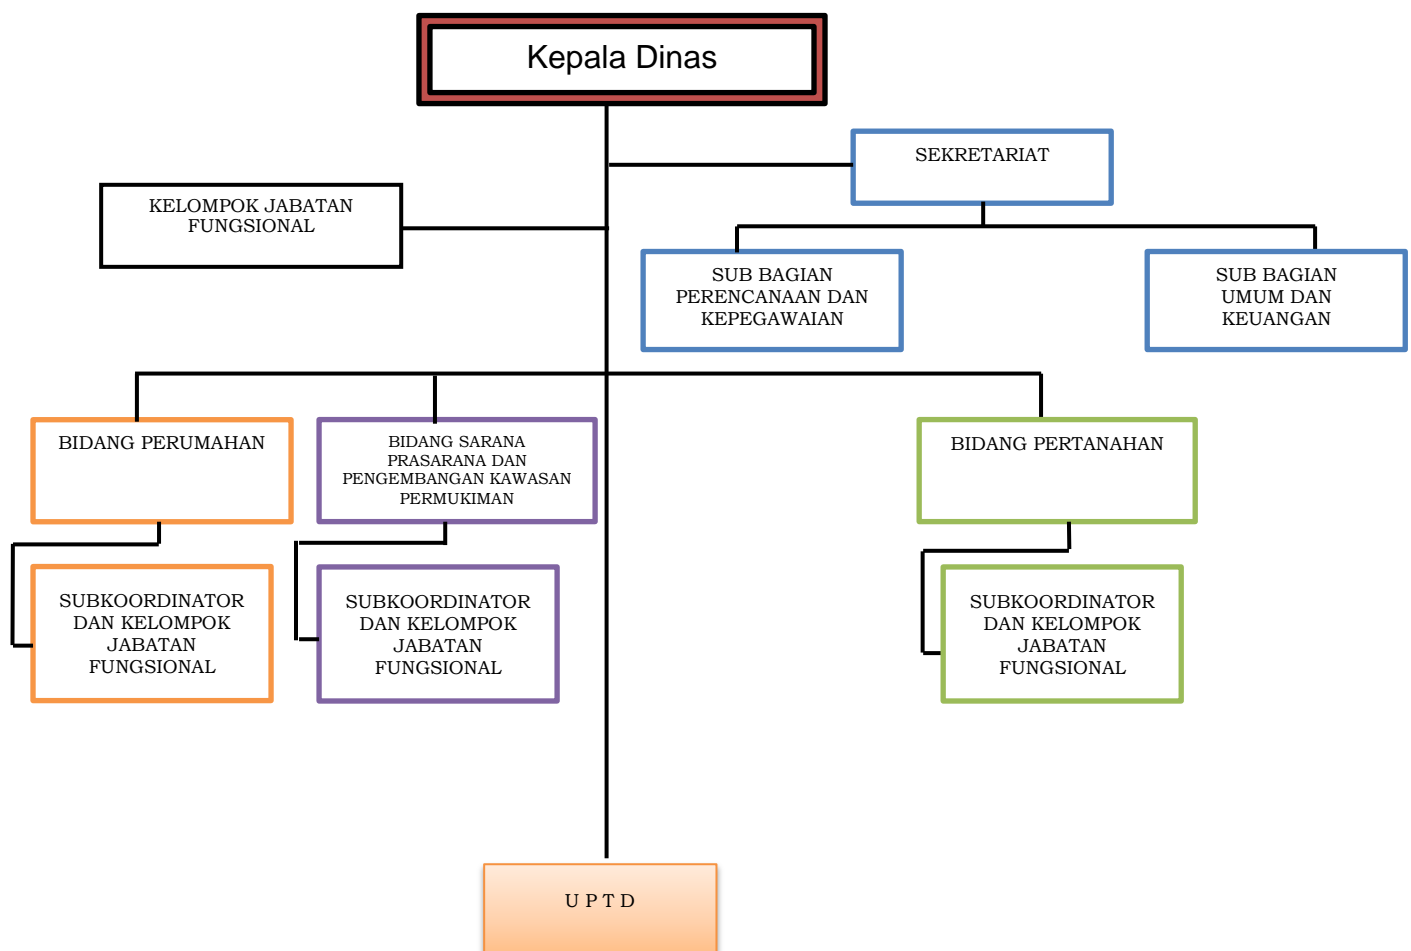 Kepala Dinas
SEKRETARIAT
KELOMPOK JABATAN
FUNGSIONAL
SUB BAGIAN
PERENCANAAN DAN
KEPEGAWAIAN
SUB BAGIAN
UMUM DAN
KEUANGAN
BIDANG PERUMAHAN
BIDANG SARANA
PRASARANA DAN
PENGEMBANGAN KAWASAN
PERMUKIMAN
BIDANG PERTANAHAN
SUBKOORDINATOR
DAN KELOMPOK
JABATAN
FUNGSIONAL
SUBKOORDINATOR
DAN KELOMPOK
JABATAN
FUNGSIONAL
SUBKOORDINATOR
DAN KELOMPOK
JABATAN
FUNGSIONAL
U P T D